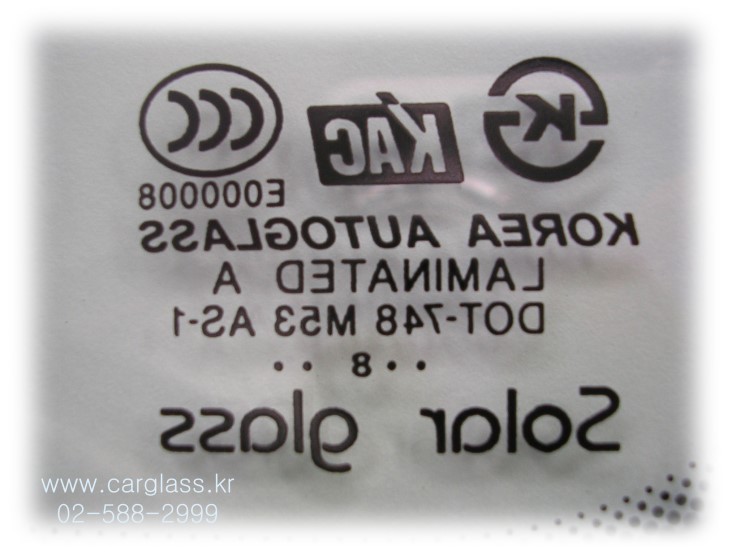 K KAC CCC
E000008
KOREA AUTOGLASS
LAMINATED A
DOT-748 M53 AS-1
· · 8 · ·
Solar glass
www.carglass.kr
02-588-2999